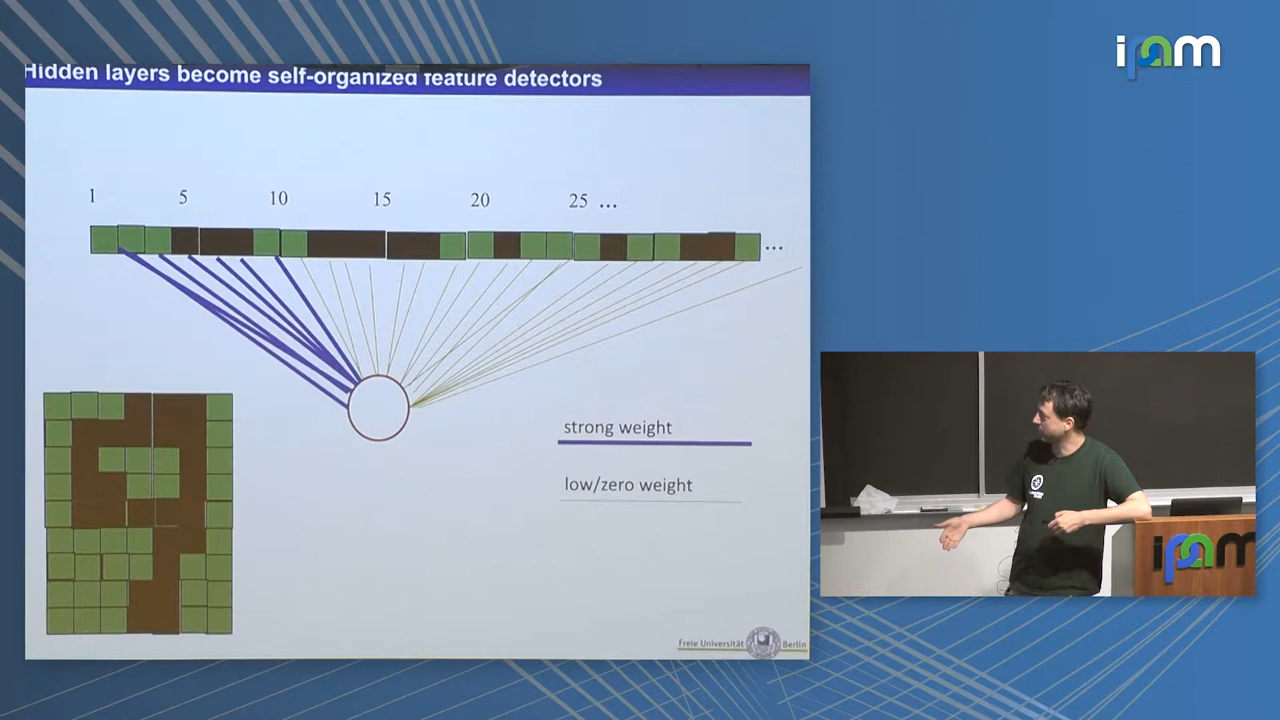 ipam
Hidden layers become self-organized feature detectors
1 5 10 15 20 25 ...
...
strong weight
low/zero weight
Freie Universität Berlin
ipam